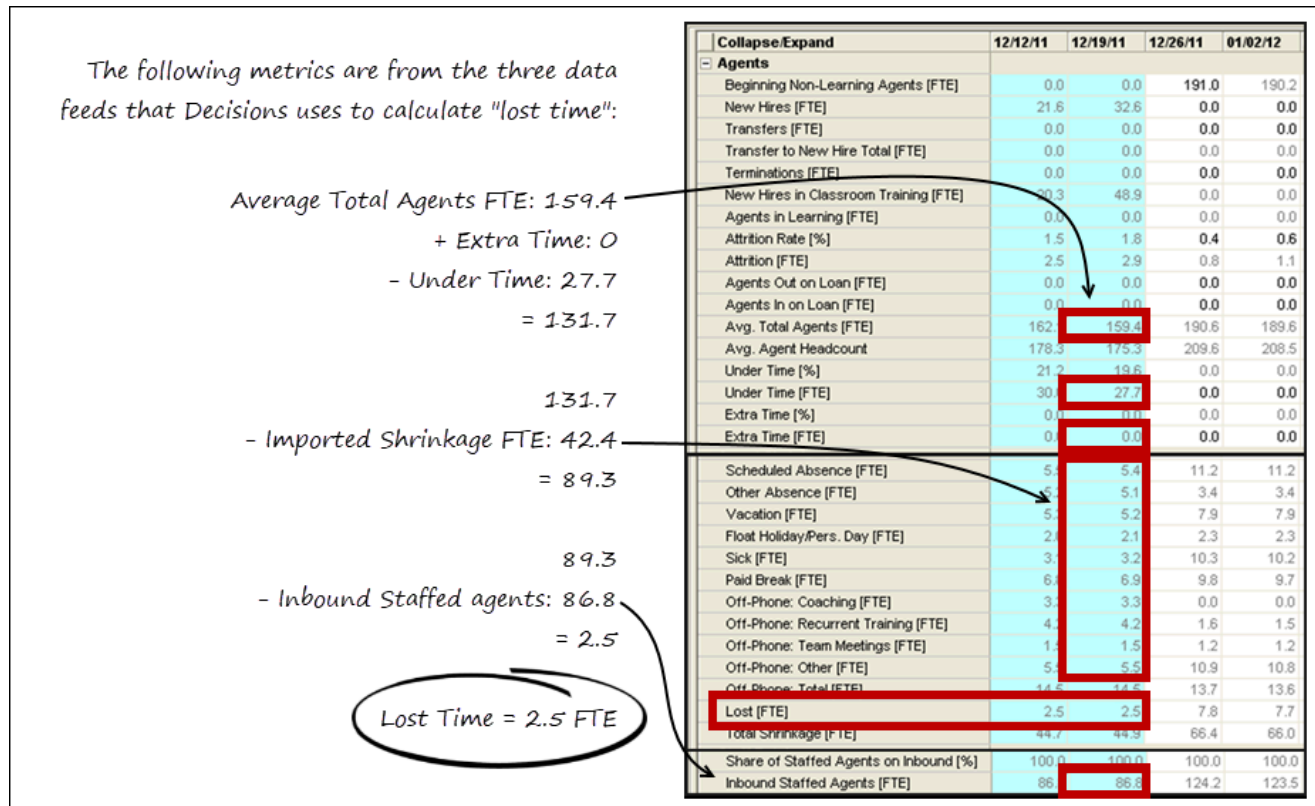 The following metrics are from the three data
feeds that Decisions uses to calculate "lost time":
Average Total Agents FTE: 159.4
+ Extra Time: 0
- Under Time: 27.7
= 131.7
131.7
- Imported Shrinkage FTE: 42.4
= 89.3
89.3
- Inbound Staffed agents: 86.8
= 2.5
Lost Time = 2.5 FTE
Collapse/Expand 12/12/11 12/19/11 12/26/11 01/02/12
Agents
Beginning Non-Learning Agents [FTE] 0.0 0.0 191.0 190.2
New Hires [FTE] 21.6 32.6 0.0 0.0
Transfers [FTE] 0.0 0.0 0.0 0.0
Transfer to New Hire Total [FTE] 0.0 0.0 0.0 0.0
Terminations [FTE] 0.0 0.0 0.0 0.0
New Hires in Classroom Training [FTE] 48.9 0.0 0.0
Agents in Learning [FTE] 0.0 0.0 0.0 0.0
Attrition Rate [%] 1.5 1.8 0.4 0.6
Attrition [FTE] 2.5 2.9 0.8 1.1
Agents Out on Loan [FTE] 0.0 0.0 0.0 0.0
Agents In on Loan [FTE] 0.0 0.0 0.0 0.0
Avg. Total Agents [FTE] 162. 159.4 190.6 189.6
Avg. Agent Headcount 178.3 175.3 209.6 208.5
Under Time [%] 21.2 19.6 0.0 0.0
Under Time [FTE] 30. 27.7 0.0 0.0
Extra Time [%] 0.0 0.0 0.0 0.0
Extra Time [FTE] 0. 0.0 0.0 0.0
Scheduled Absence [FTE] 5. 5.4 11.2 11.2
Other Absence [FTE] 5.1 3.4 3.4
Vacation [FTE] 5. 5.2 7.9 7.9
Float Holiday/Pers. Day [FTE] 2. 2.1 2.3 2.3
Sick [FTE] 3. 3.2 10.3 10.2
Paid Break [FTE] 6. 6.9 9.8 9.7
Off-Phone: Coaching [FTE] 3. 3.3 0.0 0.0
Off-Phone: Recurrent Training [FTE] 4. 4.2 1.6 1.5
Off-Phone: Team Meetings [FTE] 1. 1.5 1.2 1.2
Off-Phone: Other [FTE] 5. 5.5 10.9 10.8
Off-Phone: Total [FTE] 14.5 14.5 13.7 13.6
Lost [FTE] 2.5 2.5 7.8 7.7
Total Shrinkage [FTE] 44.7 44.9 66.4 66.0
Share of Staffed Agents on Inbound [%] 100.0 100.0 100.0 100.0
Inbound Staffed Agents [FTE] 86. 86.8 124.2 123.5